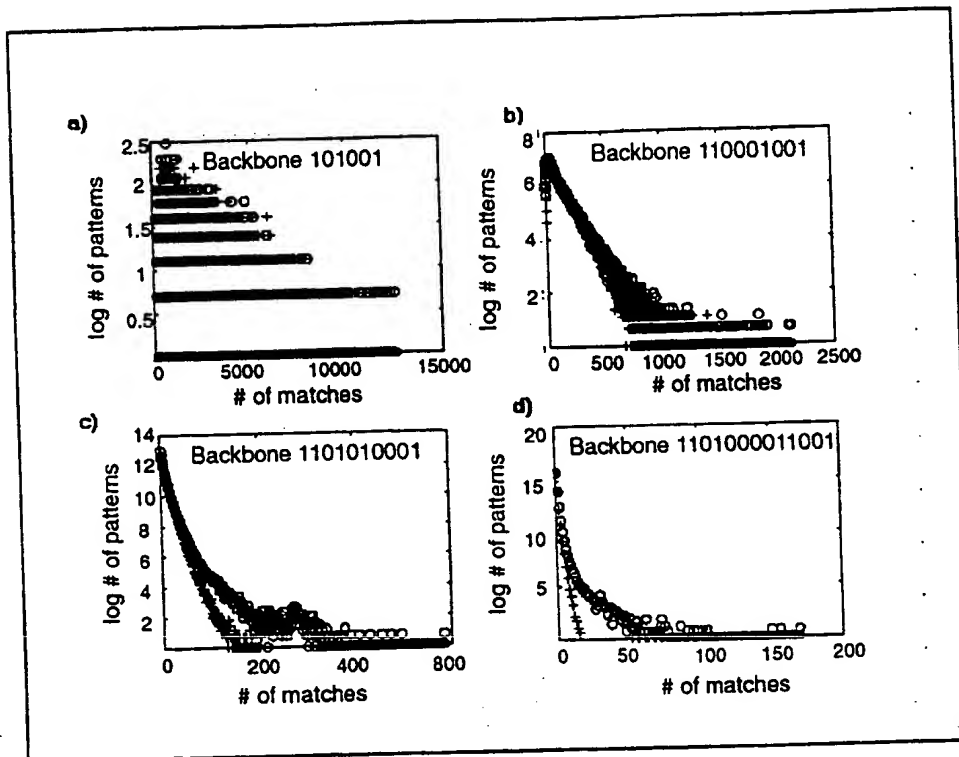 a)
2.5
2
1.5
1
0.5
log # of patterns
Backbone 101001
0 5000 10000 15000
# of matches
b)
8
6
4
2
log # of patterns
Backbone 110001001
0 500 1000 1500 2000 2500
# of matches
c)
14
12
10
8
6
4
2
log # of patterns
Backbone 1101010001
0 200 400 600 800
# of matches
d)
20
15
10
5
log # of patterns
Backbone 1101000011001
0 50 100 150 200
# of matches